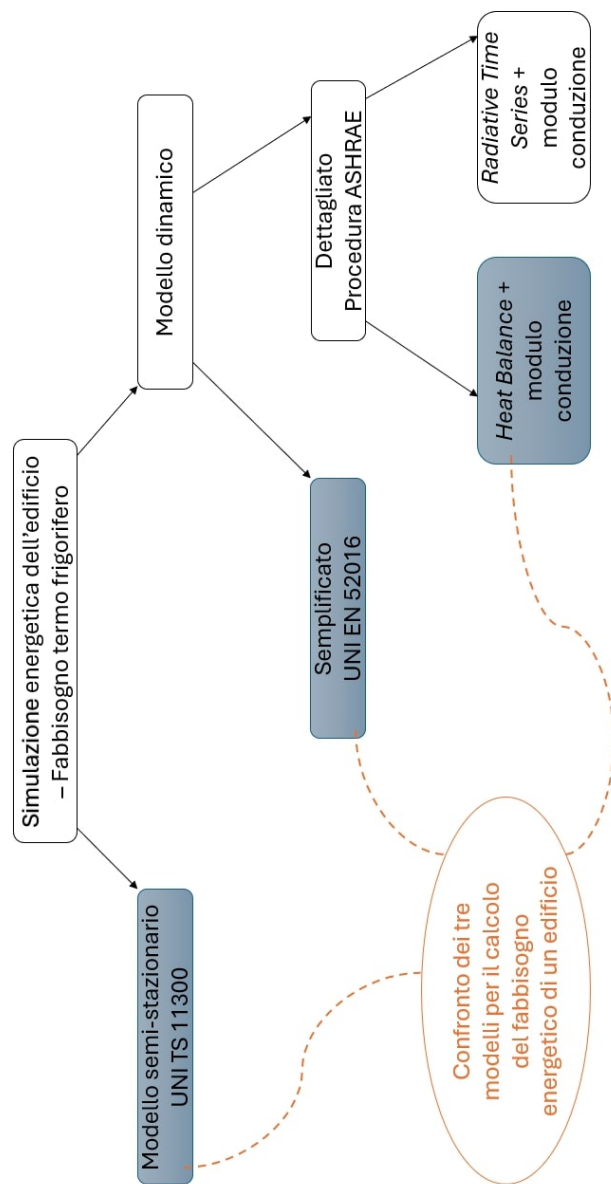 Simulazione energetica dell'edificio
– Fabbisogno termo frigorifero
Modello semi-stazionario
UNI TS 11300
Modello dinamico
Semplificato
UNI EN 52016
Dettagliato
Procedura ASHRAE
Heat Balance +
modulo
conduzione
Radiative Time
Series +
modulo
conduzione
Confronto dei tre
modelli per il calcolo
del fabbisogno
energetico di un edificio